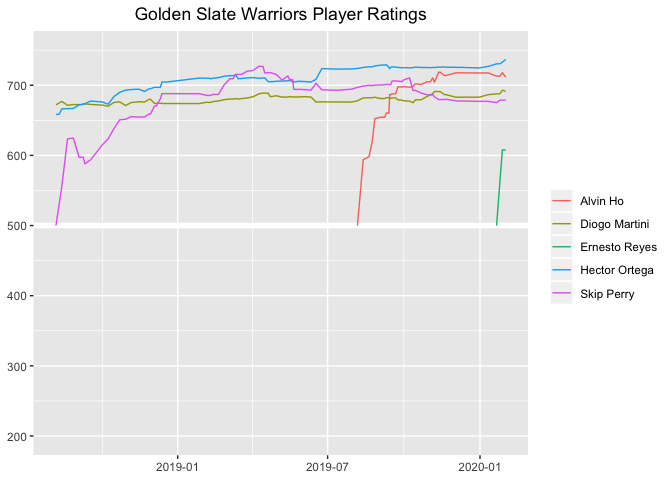 Golden Slate Warriors Player Ratings
700
600
500
400
300
200
2019-01
2019-07
2020-01
Alvin Ho
Diogo Martini
Ernesto Reyes
Hector Ortega
Skip Perry